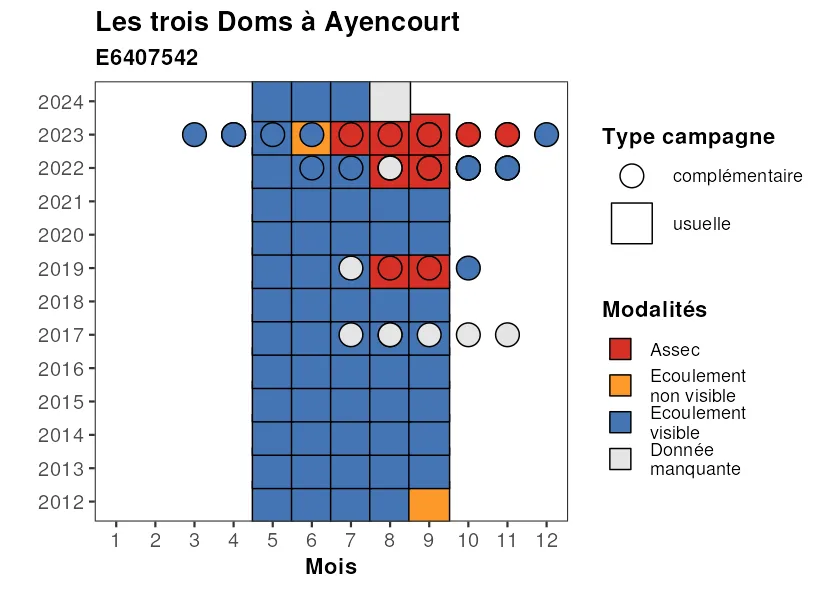 Les trois Doms à Ayencourt
E6407542
2024
2023
2022
2021
2020
2019
2018
2017
2016
2015
2014
2013
2012
1 2 3 4 5 6 7 8 9 10 11 12
Mois
Type campagne
complémentaire
usuelle
Modalités
Assec
Ecoulement
non visible
Ecoulement
visible
Donnée
manquante